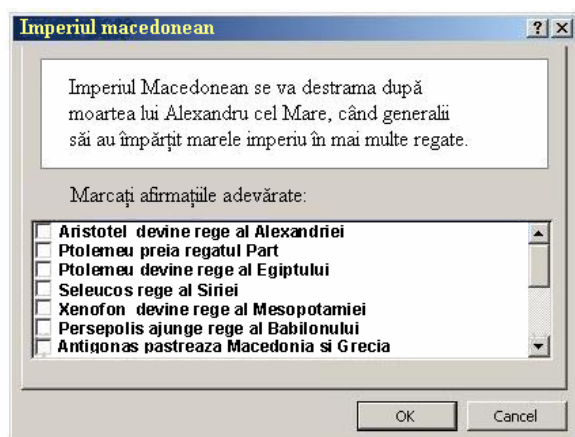 Imperiul macedonean
Imperiul Macedonean se va destrama după
moartea lui Alexandru cel Mare, când generalii
săi au împărțit marele imperiu în mai multe regate.
Marcați afirmațiile adevărate:
Aristotel devine rege al Alexandriei
Ptolemeu preia regatul Part
Ptolemeu devine rege al Egiptului
Seleucos rege al Siriei
Xenofon devine rege al Mesopotamiei
Persepolis ajunge rege al Babilonului
Antigonas pastreaza Macedonia si Grecia
OK
Cancel